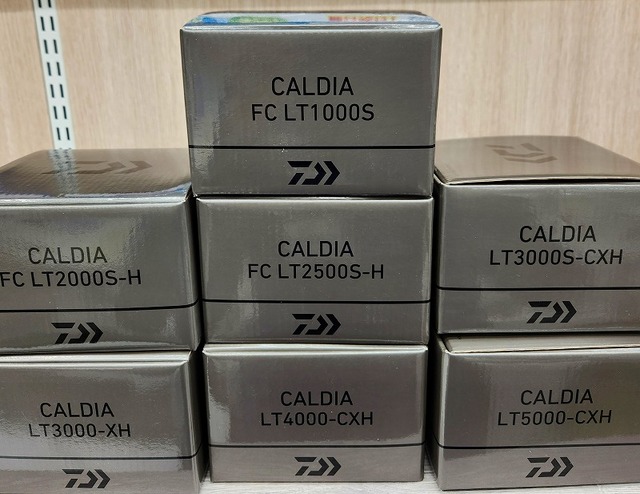 CALDIA
FC LT1000S
CALDIA
FC LT2000S-H
CALDIA
FC LT2500S-H
CALDIA
LT3000S-CXH
CALDIA
LT3000-XH
CALDIA
LT4000-CXH
CALDIA
LT5000-CXH